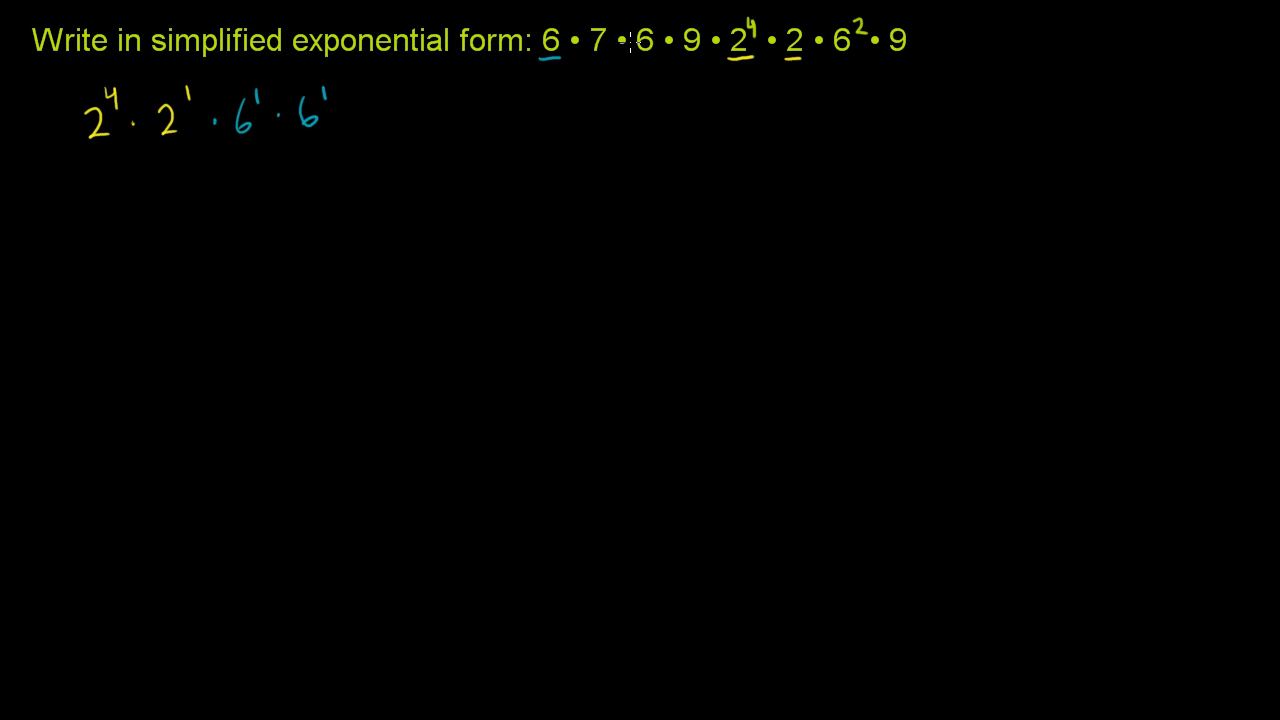 Write in simplified exponential form: 6 • 7 • 6 • 9 • 2⁴ • 2 • 6² • 9
2⁴ · 2¹ · 6¹ · 6¹